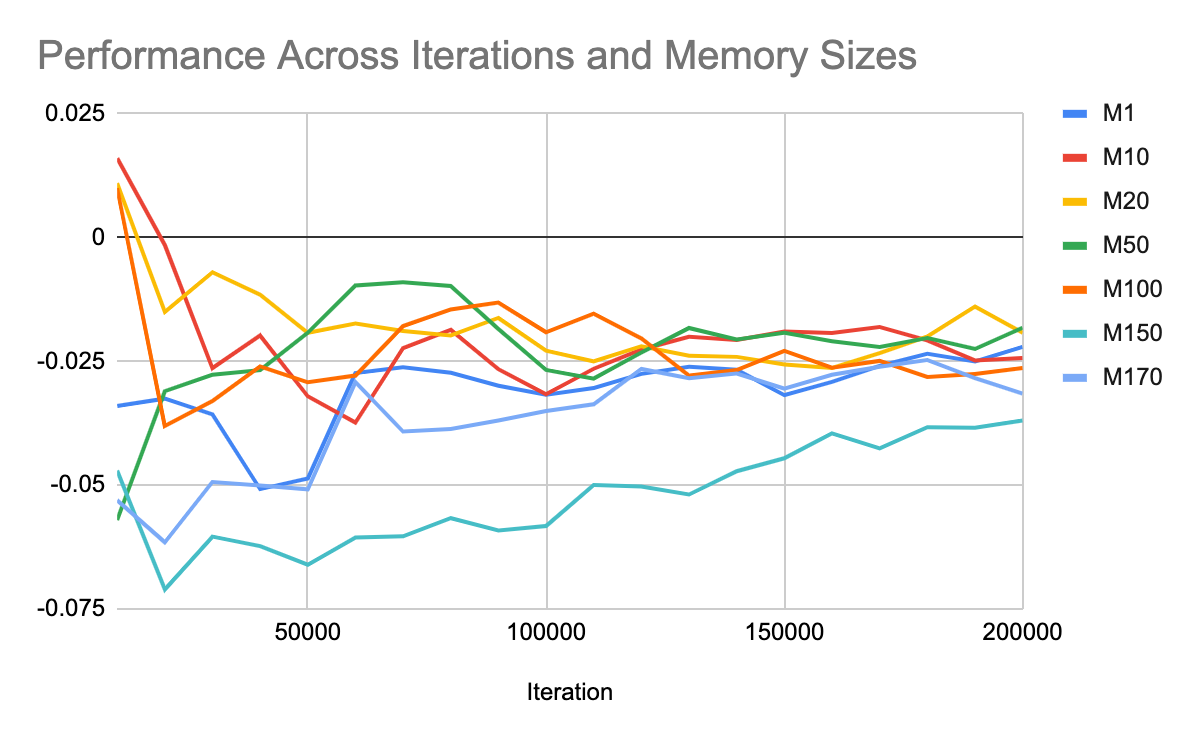 Performance Across Iterations and Memory Sizes
0.025
0
-0.025
-0.05
-0.075
50000
100000
150000
200000
Iteration
M1
M10
M20
M50
M100
M150
M170